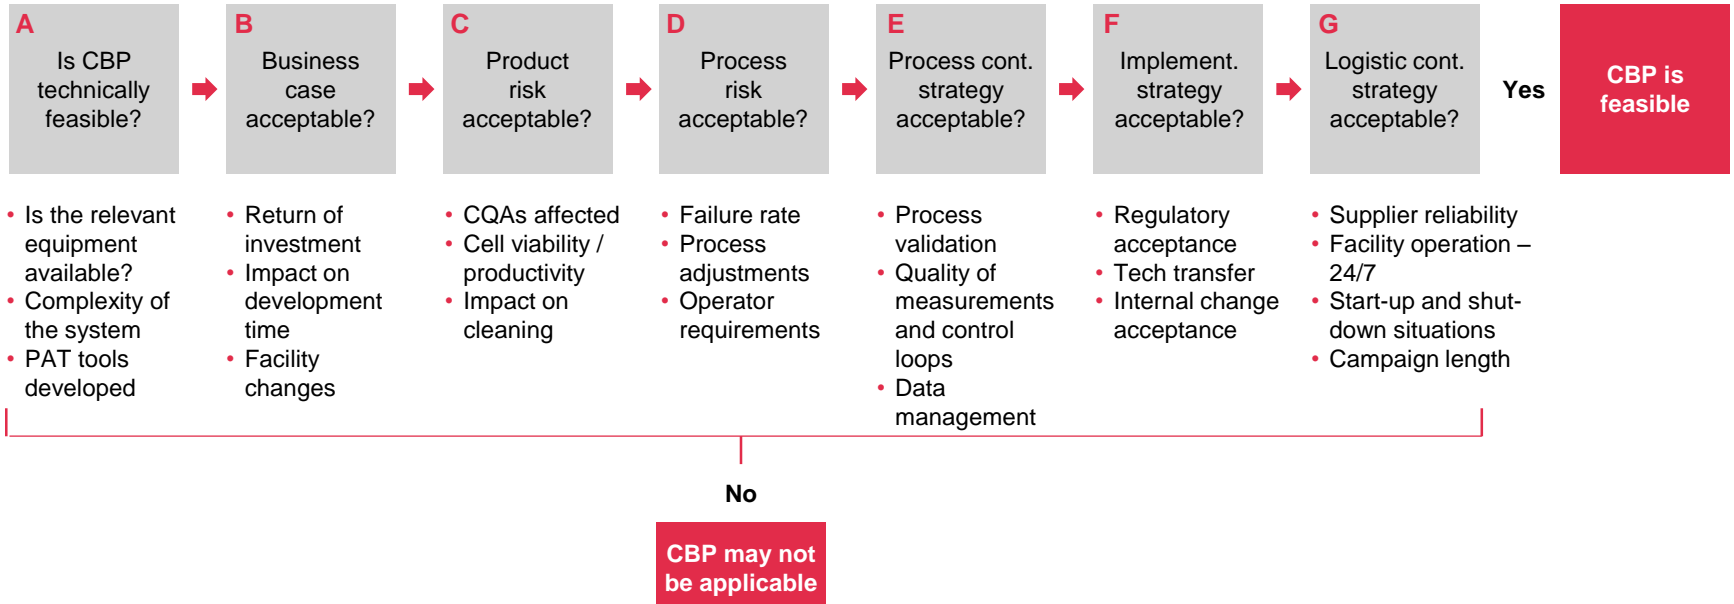 A
Is CBP
technically
feasible?
B
Business
case
acceptable?
C
Product
risk
acceptable?
D
Process
risk
acceptable?
E
Process cont.
strategy
acceptable?
F
Implement.
strategy
acceptable?
G
Logistic cont.
strategy
acceptable?
Yes
CBP is
feasible
• Is the relevant
equipment
available?
• Complexity of
the system
• PAT tools
developed
• Return of
investment
• Impact on
development
time
• Facility
changes
• CQAs affected
• Cell viability /
productivity
• Impact on
cleaning
• Failure rate
• Process
adjustments
• Operator
requirements
• Process
validation
• Quality of
measurements
and control
loops
• Data
management
• Regulatory
acceptance
• Tech transfer
• Internal change
acceptance
• Supplier reliability
• Facility operation –
24/7
• Start-up and shut-
down situations
• Campaign length
No
CBP may not
be applicable